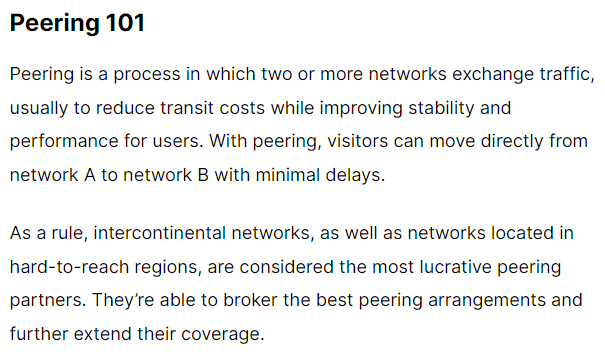 Peering 101
Peering is a process in which two or more networks exchange traffic,
usually to reduce transit costs while improving stability and
performance for users. With peering, visitors can move directly from
network A to network B with minimal delays.
As a rule, intercontinental networks, as well as networks located in
hard-to-reach regions, are considered the most lucrative peering
partners. They’re able to broker the best peering arrangements and
further extend their coverage.